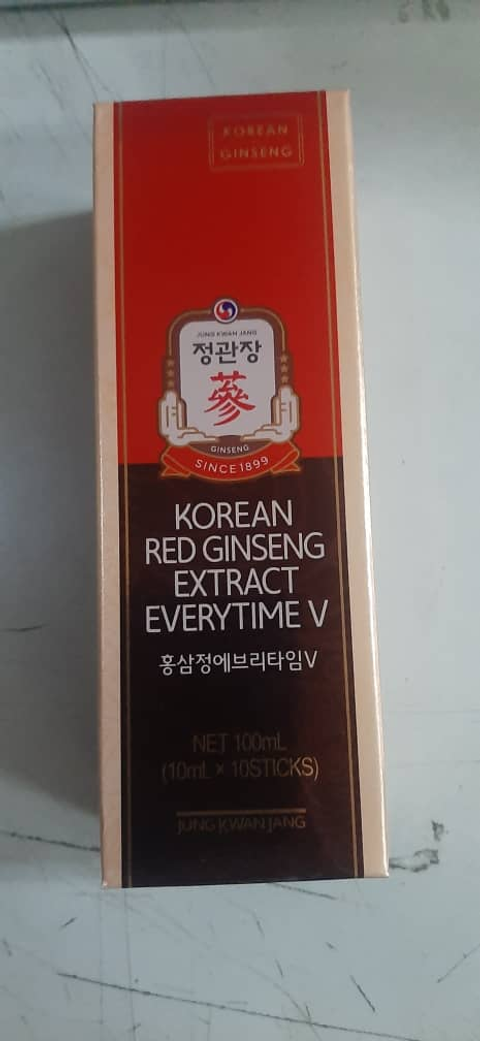 KOREAN
GINSENG
JUNG KWAN JANG
정관장
蔘
GINSENG
SINCE 1899
KOREAN
RED GINSENG
EXTRACT
EVERYTIME V
홍삼정에브리타임V
NET 100mL
(10mL × 10STICKS)
JUNG KWAN JANG